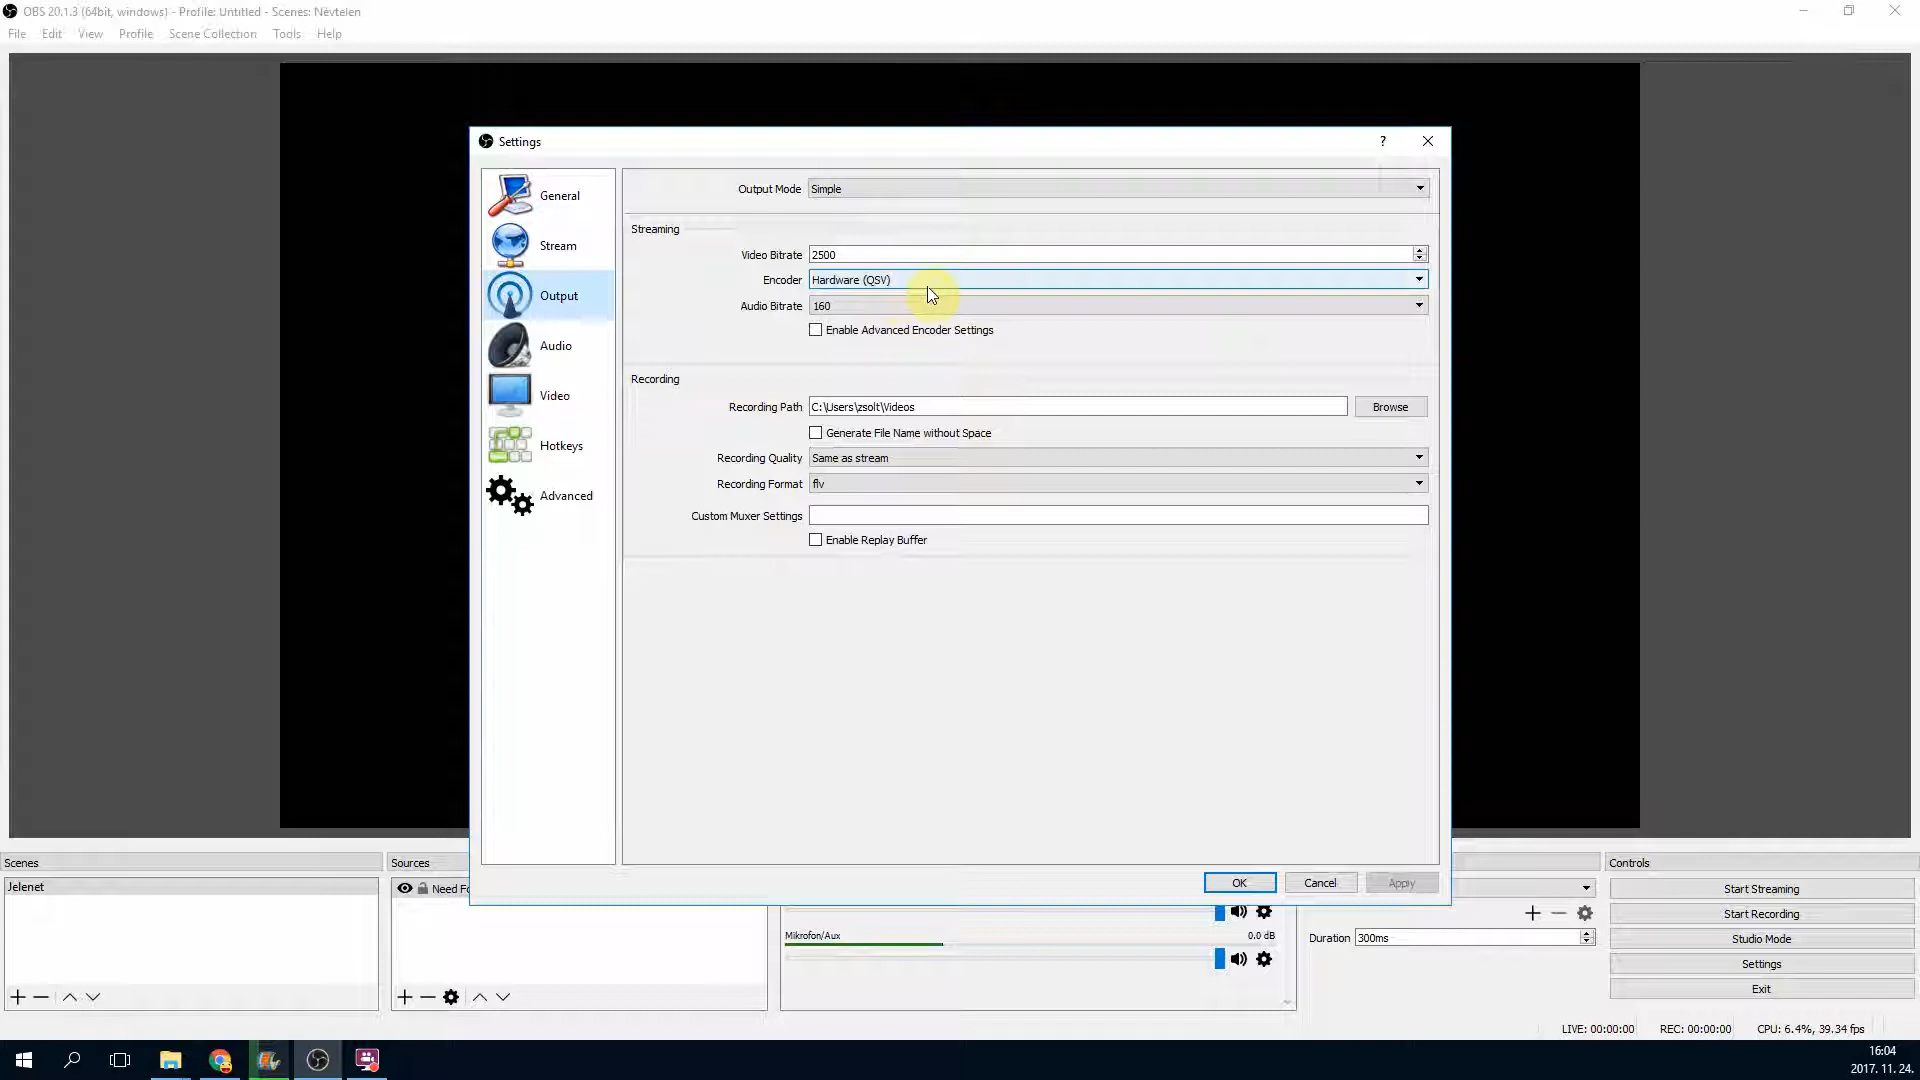 OBS 20.1.3 (64bit, windows) - Profile: Untitled - Scenes: Névtelen
File Edit View Profile Scene Collection Tools Help
Settings
?
General
Stream
Output
Audio
Video
Hotkeys
Advanced
Output Mode Simple
Streaming
Video Bitrate 2500
Encoder Hardware (QSV)
Audio Bitrate 160
Enable Advanced Encoder Settings
Recording
Recording Path C:\Users\zsolt\Videos Browse
Generate File Name without Space
Recording Quality Same as stream
Recording Format flv
Custom Muxer Settings
Enable Replay Buffer
OK Cancel Apply
Scenes
Jelenet
Sources
Need Fo
Mikrofon/Aux 0.0 dB
Duration 300ms
Controls
Start Streaming
Start Recording
Studio Mode
Settings
Exit
LIVE: 00:00:00 REC: 00:00:00 CPU: 6.4%, 39.34 fps
16:04
2017. 11. 24.